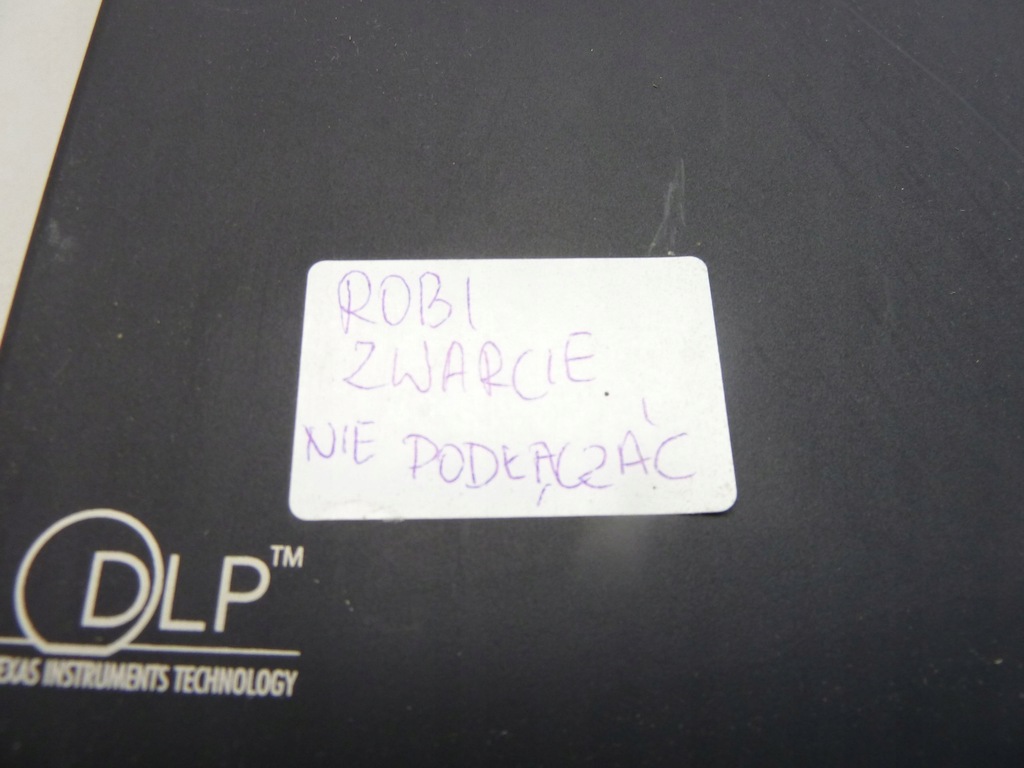 ROBI
ZWARCIE
NIE PODŁĄCZAĆ
DLP™
EXAS INSTRUMENTS TECHNOLOGY